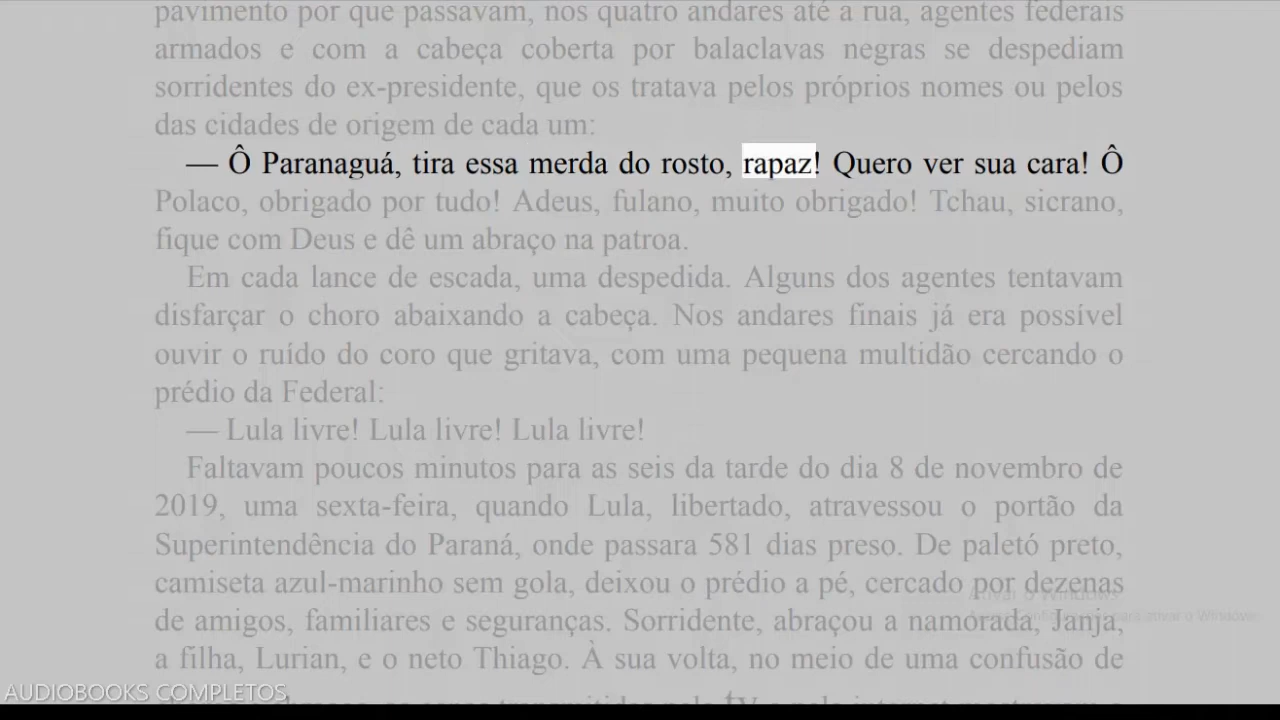 pavimento por que passavam, nos quatro andares até a rua, agentes federais
armados e com a cabeça coberta por balaclavas negras se despediam
sorridentes do ex-presidente, que os tratava pelos próprios nomes ou pelos
das cidades de origem de cada um:
— Ô Paranaguá, tira essa merda do rosto, rapaz! Quero ver sua cara! Ô
Polaco, obrigado por tudo! Adeus, fulano, muito obrigado! Tchau, sicrano,
fique com Deus e dê um abraço na patroa.
Em cada lance de escada, uma despedida. Alguns dos agentes tentavam
disfarçar o choro abaixando a cabeça. Nos andares finais já era possível
ouvir o ruído do coro que gritava, com uma pequena multidão cercando o
prédio da Federal:
— Lula livre! Lula livre! Lula livre!
Faltavam poucos minutos para as seis da tarde do dia 8 de novembro de
2019, uma sexta-feira, quando Lula, libertado, atravessou o portão da
Superintendência do Paraná, onde passara 581 dias preso. De paletó preto,
camiseta azul-marinho sem gola, deixou o prédio a pé, cercado por dezenas
Ativar o Windows
de amigos, familiares e seguranças. Sorridente, abraçou a namorada, Janja,
para ativar o Windows.
a filha, Lurian, e o neto Thiago. À sua volta, no meio de uma confusão de
AUDIOBOOKS COMPLETOS